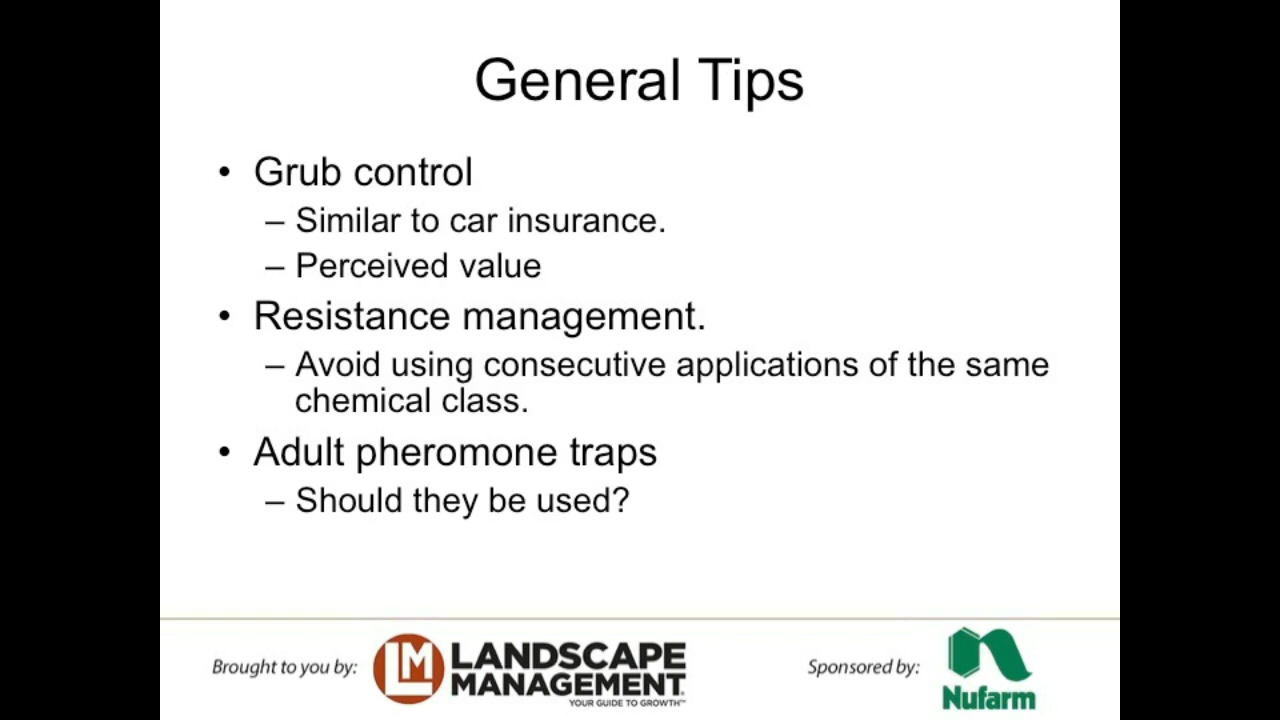 General Tips
• Grub control
– Similar to car insurance.
– Perceived value
• Resistance management.
– Avoid using consecutive applications of the same
chemical class.
• Adult pheromone traps
– Should they be used?
Brought to you by:
LM
LANDSCAPE
MANAGEMENT
YOUR GUIDE TO GROWTH™
Sponsored by:
Nufarm